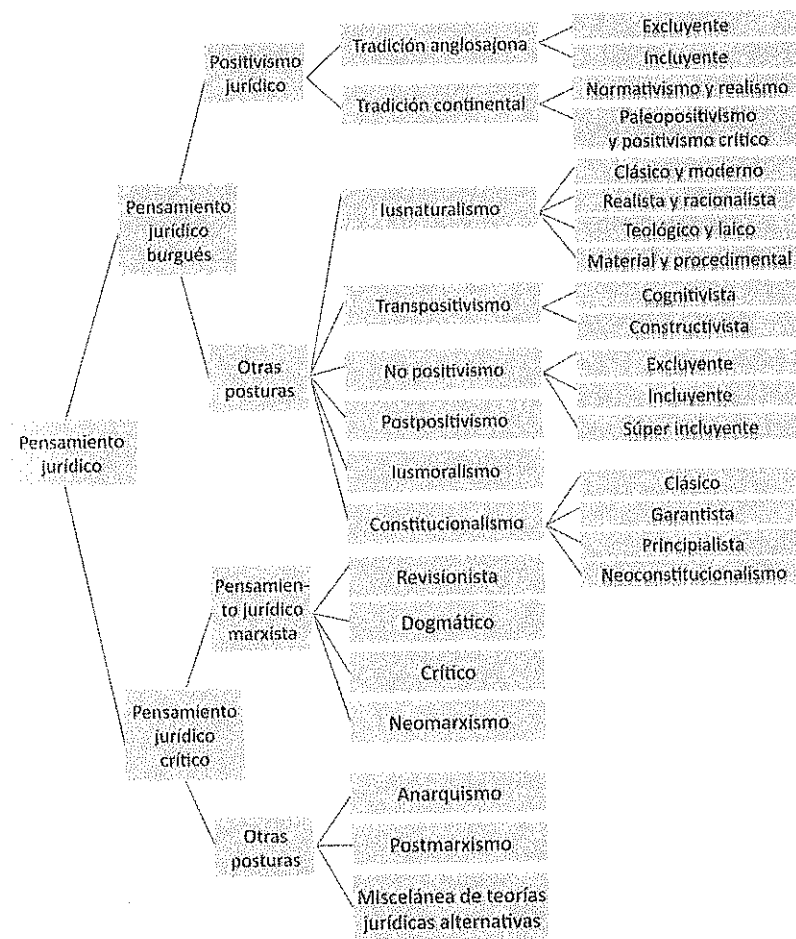 Pensamiento
jurídico
Pensamiento
jurídico
burgués
Positivismo
jurídico
Tradición anglosajona
Excluyente
Incluyente
Tradición continental
Normativismo y realismo
Paleopositivismo
y positivismo crítico
Otras
posturas
Iusnaturalismo
Clásico y moderno
Realista y racionalista
Teológico y laico
Material y procedimental
Transpositivismo
Cognitivista
Constructivista
No positivismo
Excluyente
Incluyente
Súper incluyente
Postpositivismo
Iusmoralismo
Constitucionalismo
Clásico
Garantista
Principialista
Neoconstitucionalismo
Pensamiento
jurídico
crítico
Pensamien-
to jurídico
marxista
Revisionista
Dogmático
Crítico
Neomarxismo
Otras
posturas
Anarquismo
Postmarxismo
Miscelánea de teorías
jurídicas alternativas